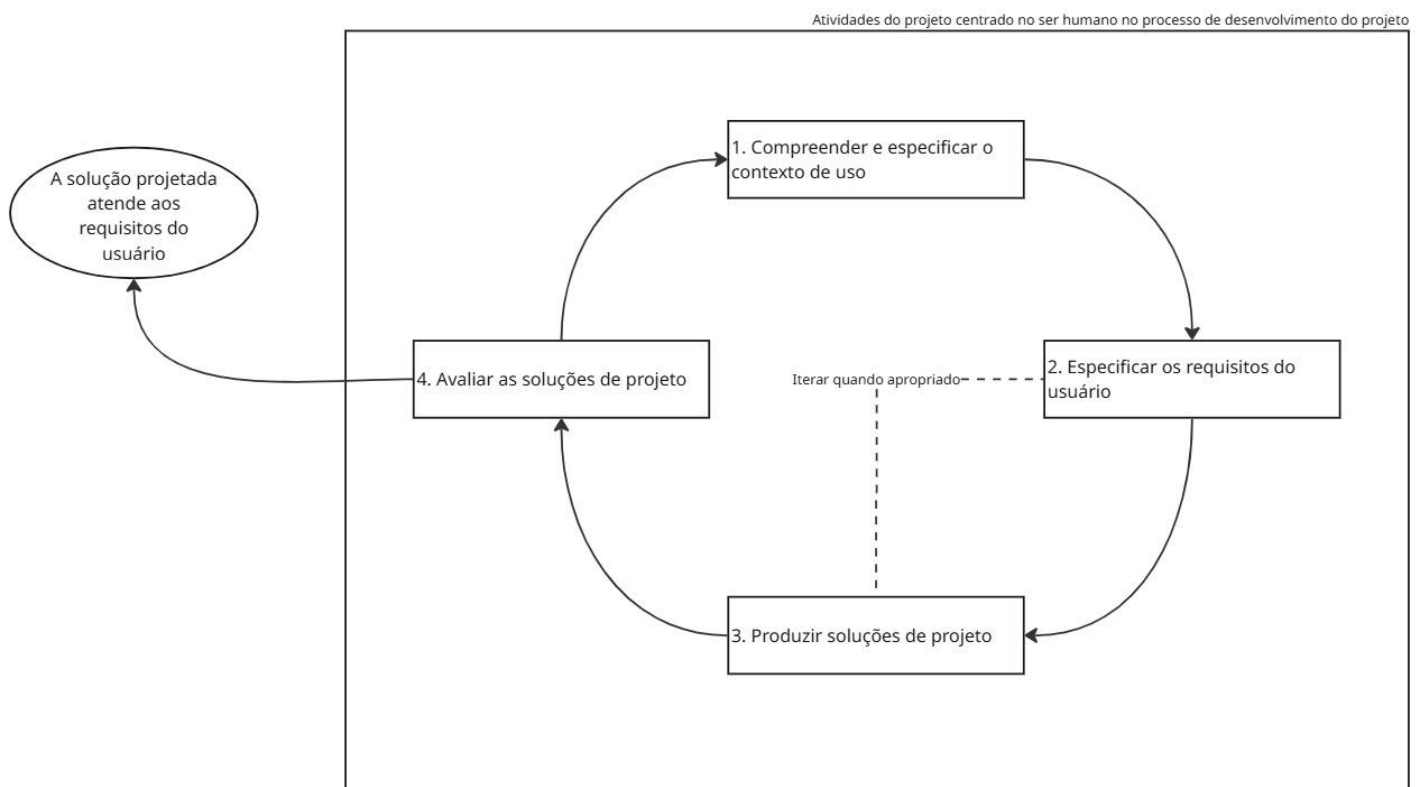 Atividades do projeto centrado no ser humano no processo de desenvolvimento do projeto
1. Compreender e especificar o
contexto de uso
A solução projetada
atende aos
requisitos do
usuário
4. Avaliar as soluções de projeto
Iterar quando apropriado
2. Especificar os requisitos do
usuário
3. Produzir soluções de projeto